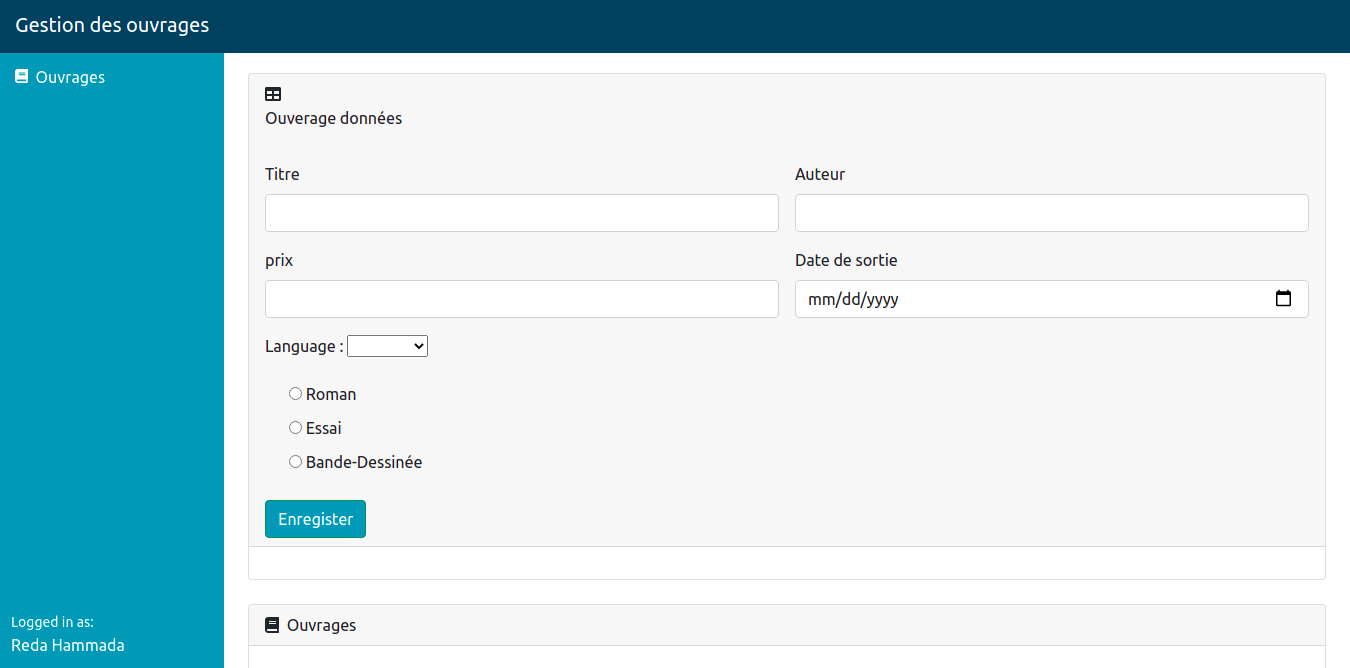 Gestion des ouvrages
Ouvrages
Ouverage données
Titre
Auteur
prix
Date de sortie
mm/dd/yyyy
Language :
Roman
Essai
Bande-Dessinée
Enregister
Ouvrages
Logged in as:
Reda Hammada